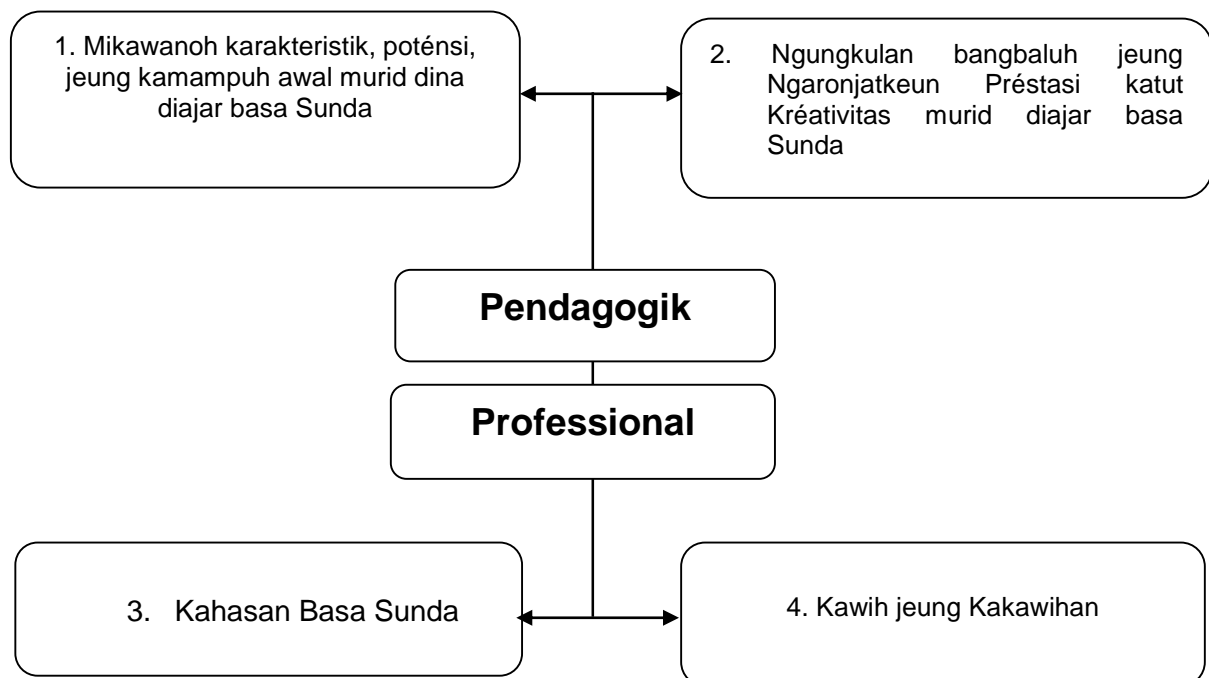 1. Mikawanoh karakteristik, poténsi,
jeung kamampuh awal murid dina
diajar basa Sunda
2. Ngungkulan bangbaluh jeung
Ngaronjatkeun Préstasi katut
Kréativitas murid diajar basa
Sunda
Pendagogik
Professional
3. Kahasan Basa Sunda
4. Kawih jeung Kakawihan